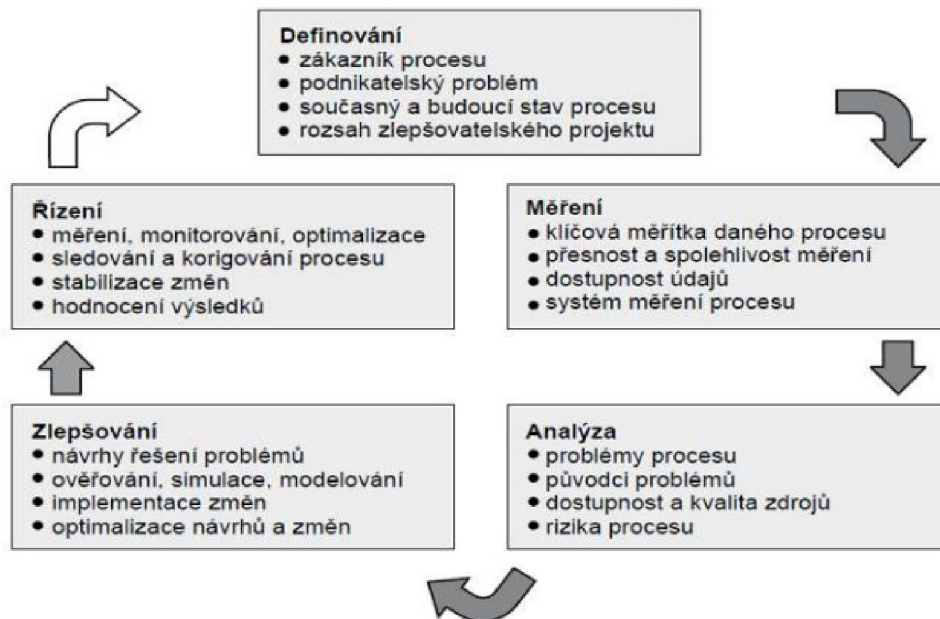 Definování
● zákazník procesu
● podnikatelský problém
● současný a budoucí stav procesu
● rozsah zlepšovatelského projektu
Měření
● klíčová měřítka daného procesu
● přesnost a spolehlivost měření
● dostupnost údajů
● systém měření procesu
Analýza
● problémy procesu
● původci problémů
● dostupnost a kvalita zdrojů
● rizika procesu
Zlepšování
● návrhy řešení problémů
● ověřování, simulace, modelování
● implementace změn
● optimalizace návrhů a změn
Řízení
● měření, monitorování, optimalizace
● sledování a korigování procesu
● stabilizace změn
● hodnocení výsledků